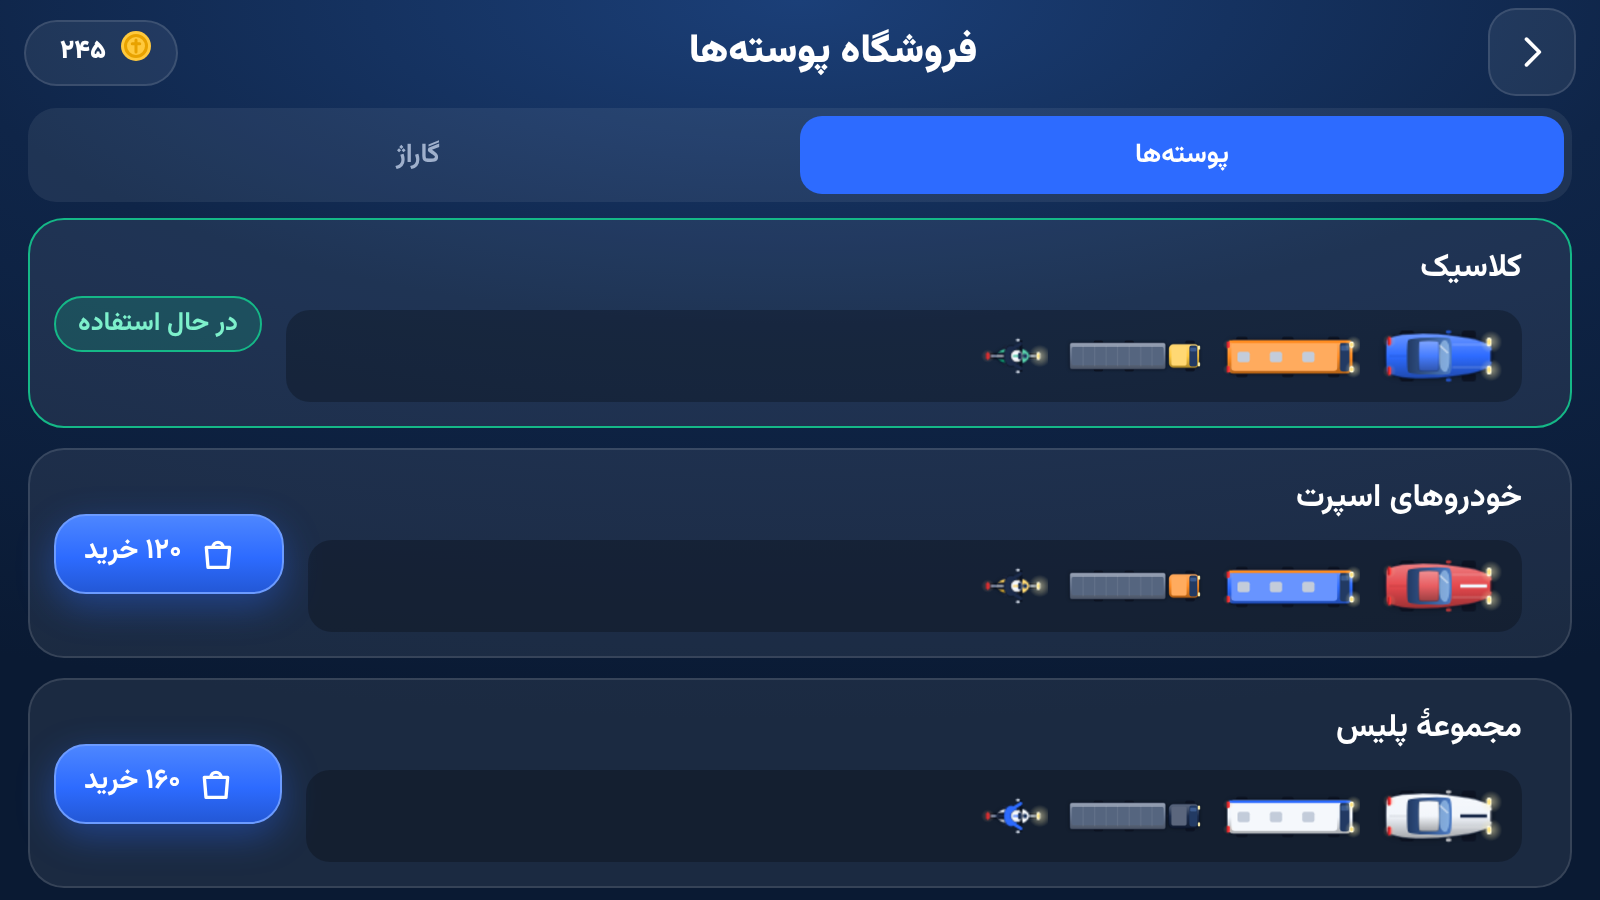 فروشگاه پوسته‌ها
۲۴۵
پوسته‌ها
گاراژ
کلاسیک
در حال استفاده
خودروهای اسپرت
۱۲۰ خرید
مجموعهٔ پلیس
۱۶۰ خرید